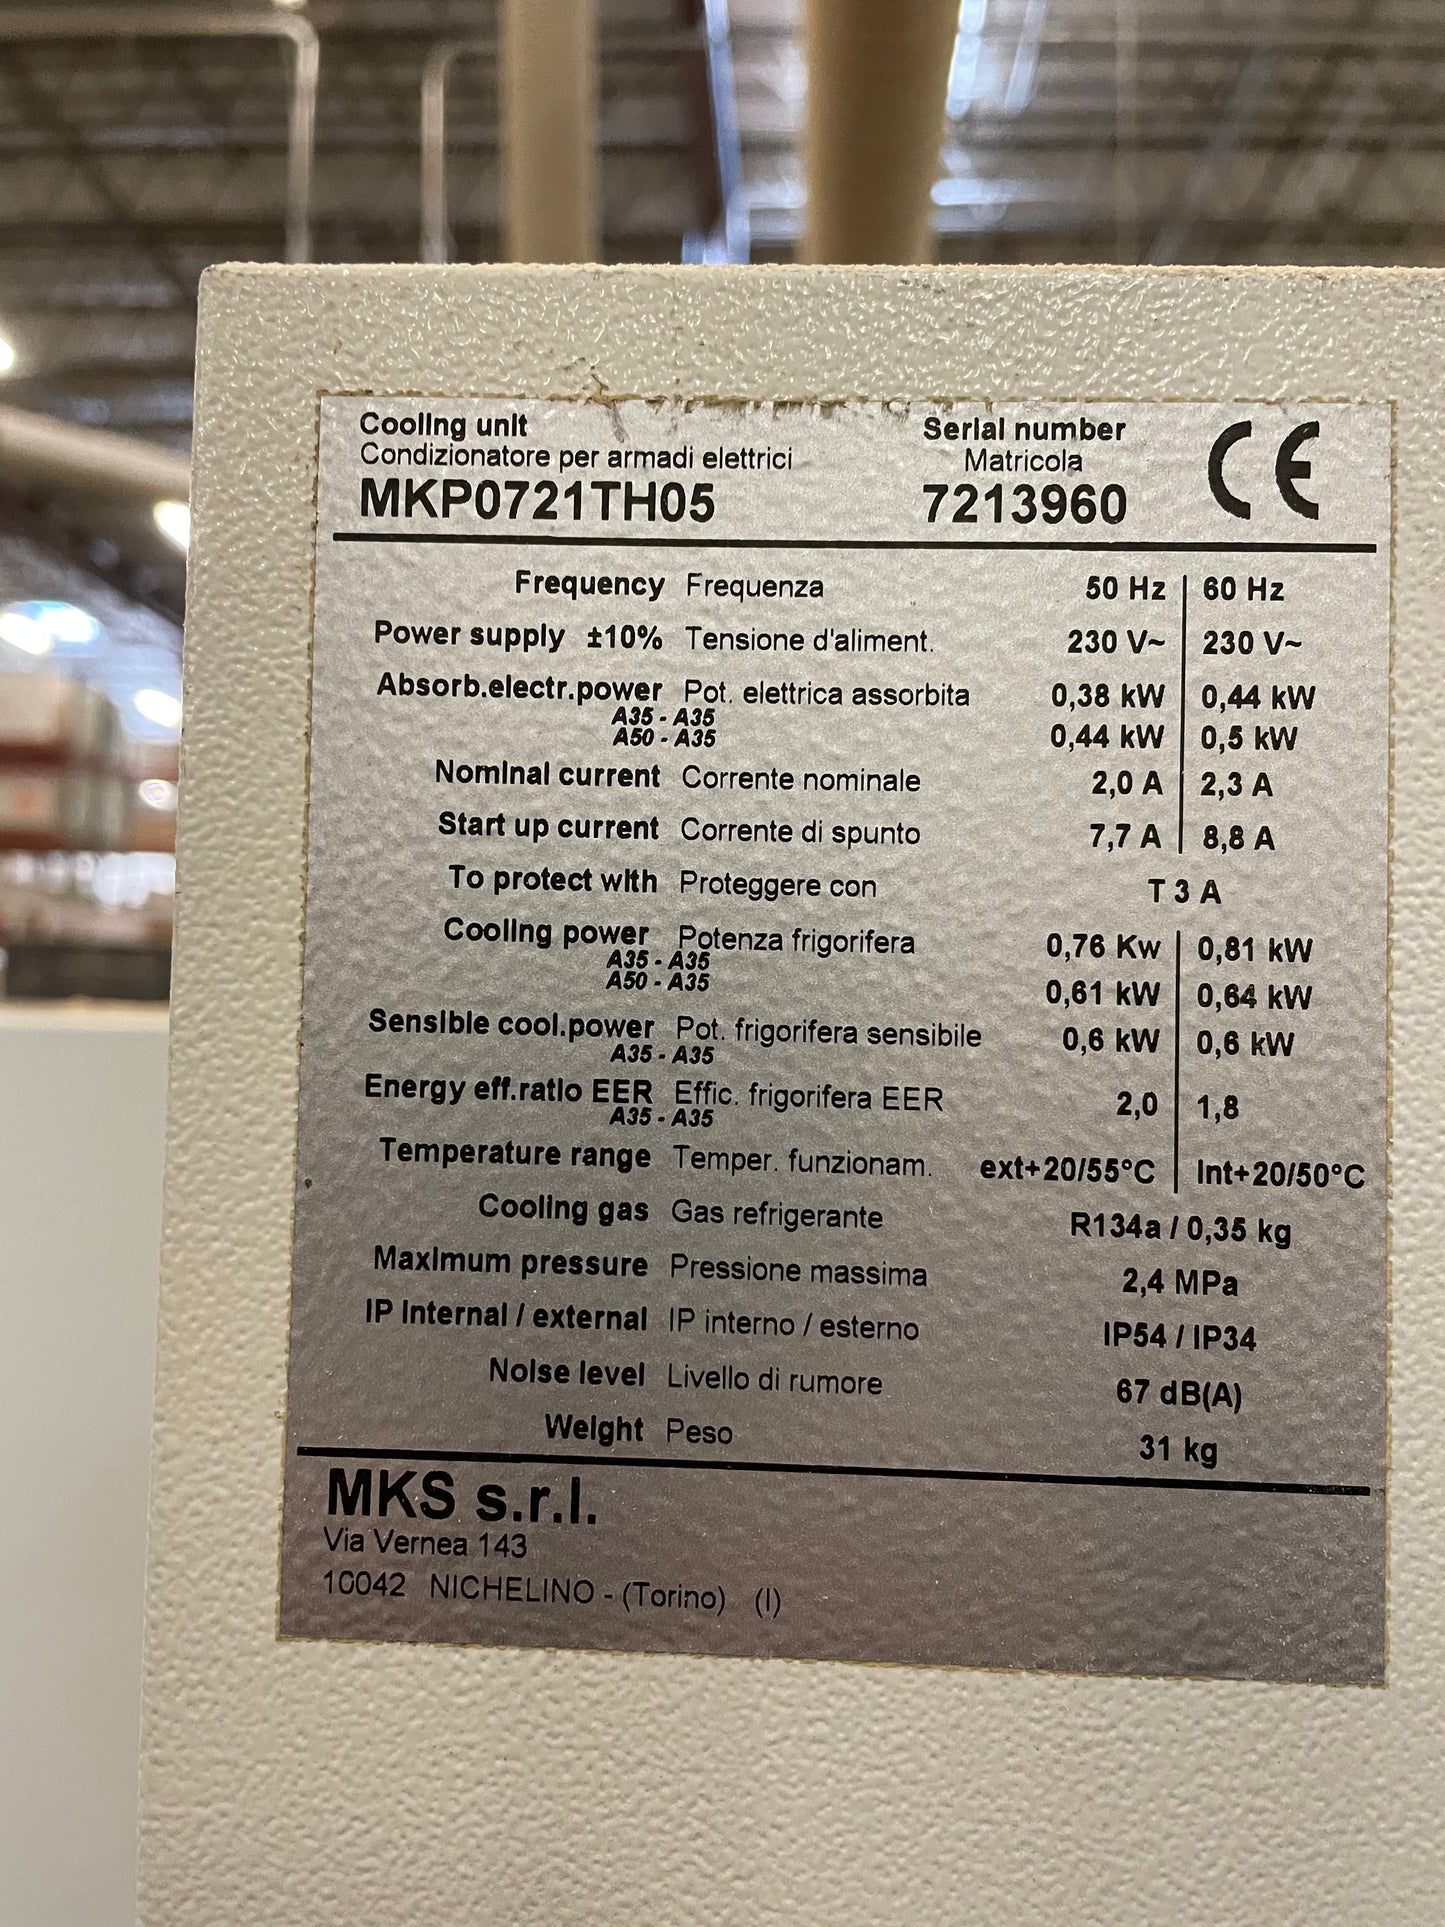 Cooling unit
Condizionatore per armadi elettrici
MKP0721TH05
Serial number
Matricola
7213960
CE
Frequency Frequenza 50 Hz 60 Hz
Power supply ±10% Tensione d'aliment. 230 V~ 230 V~
Absorb.electr.power Pot. elettrica assorbita 0,38 kW 0,44 kW
A35 - A35
A50 - A35 0,44 kW 0,5 kW
Nominal current Corrente nominale 2,0 A 2,3 A
Start up current Corrente di spunto 7,7 A 8,8 A
To protect with Proteggere con T 3 A
Cooling power Potenza frigorifera 0,76 Kw 0,81 kW
A35 - A35
A50 - A35 0,61 kW 0,64 kW
Sensible cool.power Pot. frigorifera sensibile 0,6 kW 0,6 kW
A35 - A35
Energy eff.ratio EER Effic. frigorifera EER 2,0 1,8
A35 - A35
Temperature range Temper. funzionam. ext+20/55°C Int+20/50°C
Cooling gas Gas refrigerante R134a / 0,35 kg
Maximum pressure Pressione massima 2,4 MPa
IP Internal / external IP interno / esterno IP54 / IP34
Noise level Livello di rumore 67 dB(A)
Weight Peso 31 kg
MKS s.r.l.
Via Vernea 143
10042 NICHELINO - (Torino) (I)